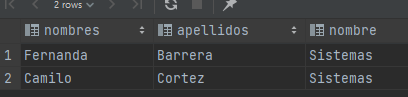 2 rows
nombres apellidos nombre
1 Fernanda Barrera Sistemas
2 Camilo Cortez Sistemas